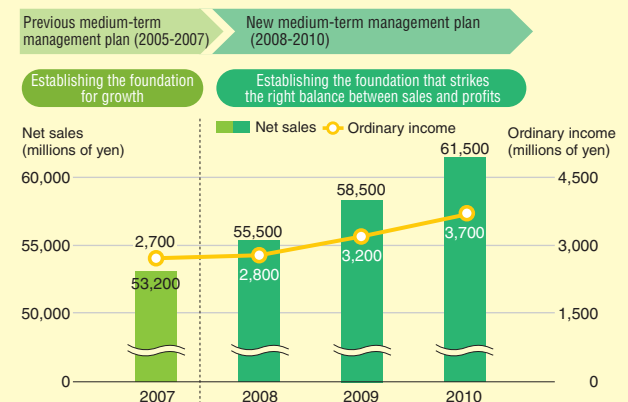 Previous medium-term
management plan (2005-2007)
New medium-term management plan
(2008-2010)
Establishing the foundation
for growth
Establishing the foundation that strikes
the right balance between sales and profits
Net sales
(millions of yen)
Net sales
Ordinary income
Ordinary income
(millions of yen)
61,500
60,000
4,500
58,500
55,500
2,700
3,700
55,000
3,200
3,000
2,800
53,200
50,000
1,500
0
0
2007
2008
2009
2010